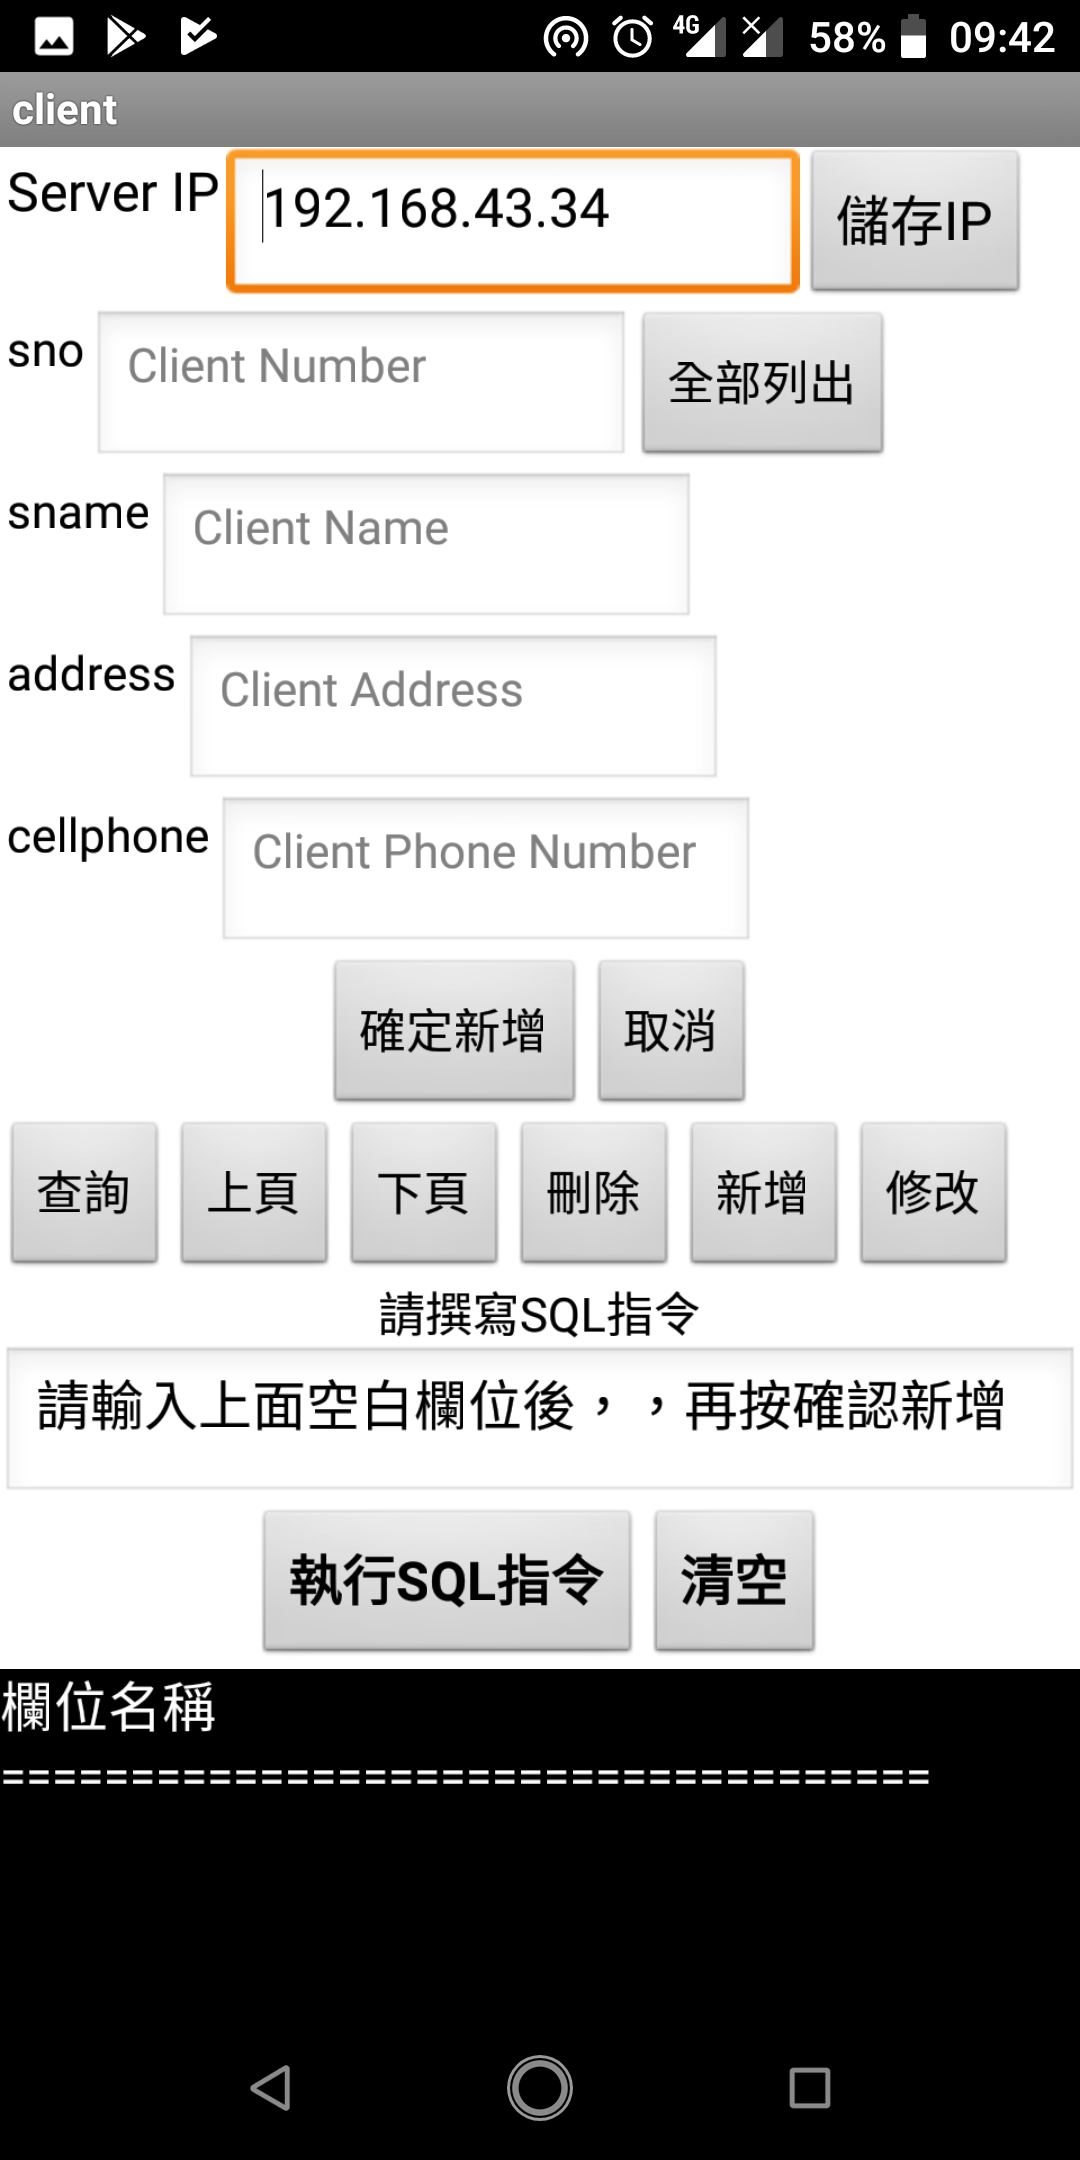 4G 58% 09:42
client
Server IP 192.168.43.34 儲存IP
sno Client Number 全部列出
sname Client Name
address Client Address
cellphone Client Phone Number
確定新增 取消
查詢 上頁 下頁 刪除 新增 修改
請撰寫SQL指令
請輸入上面空白欄位後，，再按確認新增
執行SQL指令 清空
欄位名稱
====================================